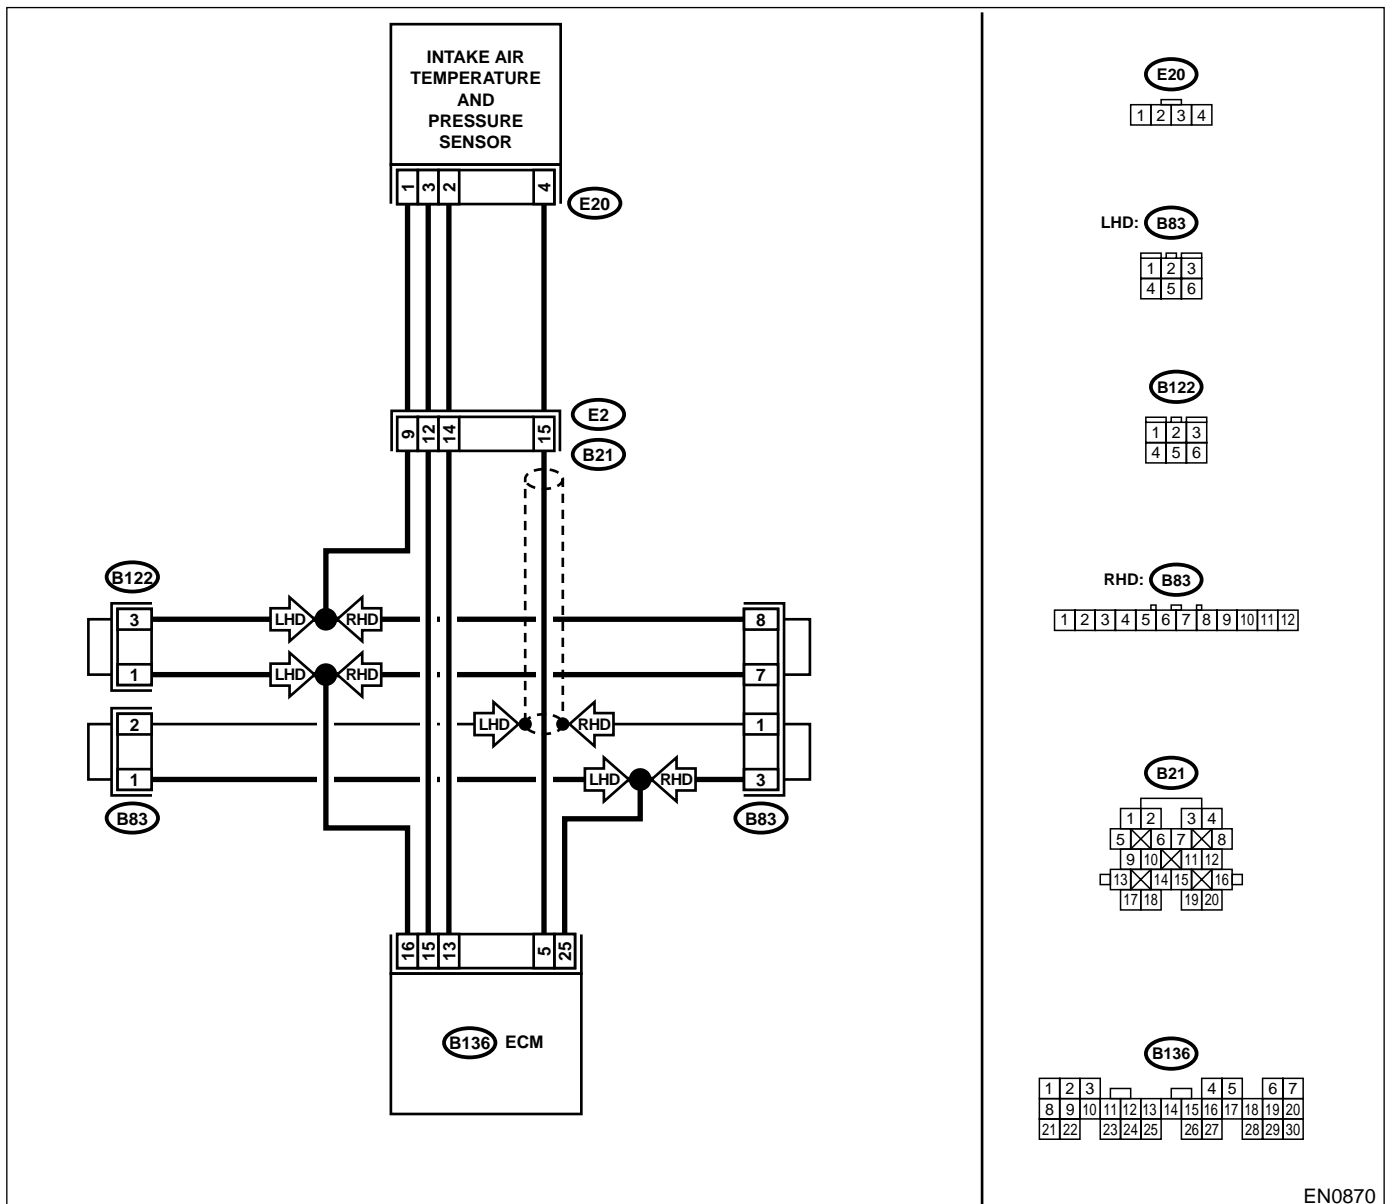 INTAKE AIR
TEMPERATURE
AND
PRESSURE
SENSOR
1 3 2 4
E20
9 12 14 15
E2
B21
B122
3 LHD RHD 8
1 LHD RHD 7
2 LHD RHD 1
1 LHD RHD 3
B83 B83
16 15 13 5 25
B136 ECM
E20
1 2 3 4
LHD: B83
1 2 3
4 5 6
B122
1 2 3
4 5 6
RHD: B83
1 2 3 4 5 6 7 8 9 10 11 12
B21
1 2 3 4
5 6 7 8
9 10 11 12
13 14 15 16
17 18 19 20
B136
1 2 3 4 5 6 7
8 9 10 11 12 13 14 15 16 17 18 19 20
21 22 23 24 25 26 27 28 29 30
EN0870